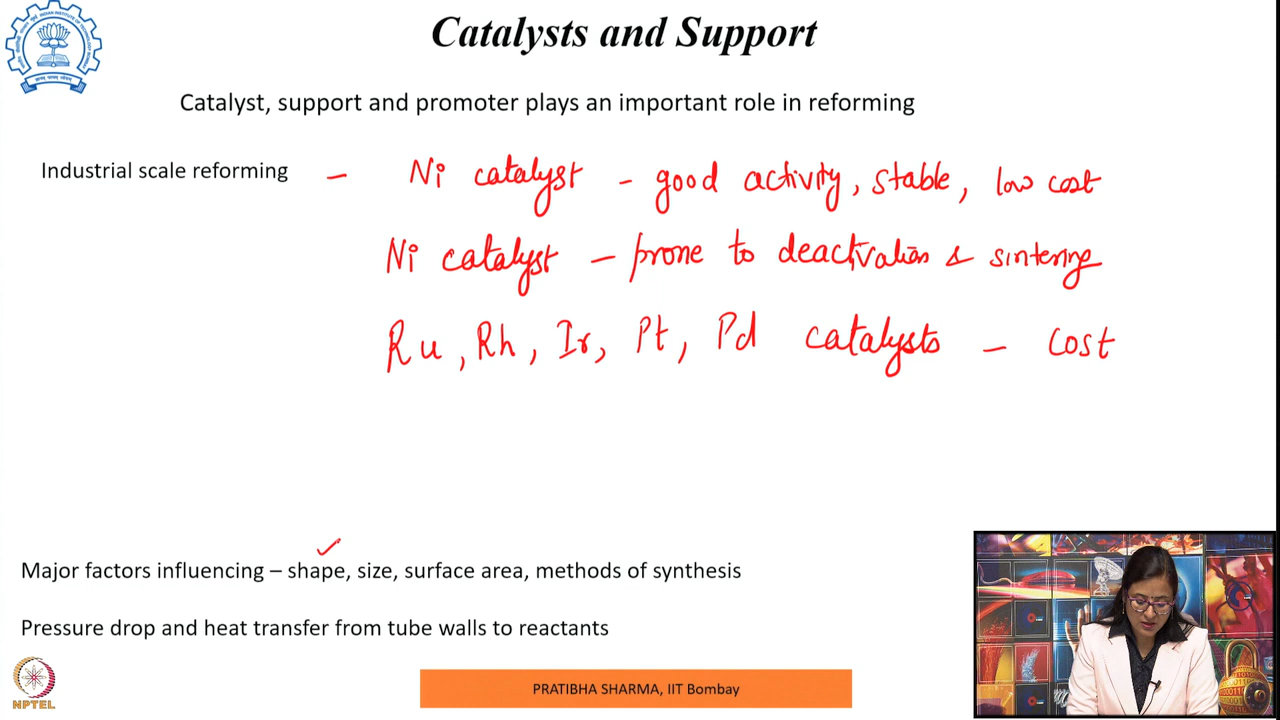 Catalysts and Support
Catalyst, support and promoter plays an important role in reforming
Industrial scale reforming – Ni catalyst - good activity, stable, low cost
Ni catalyst – prone to deactivation & sintering
Ru, Rh, Ir, Pt, Pd catalysts – cost
Major factors influencing – shape, size, surface area, methods of synthesis
Pressure drop and heat transfer from tube walls to reactants
PRATIBHA SHARMA, IIT Bombay
NPTEL